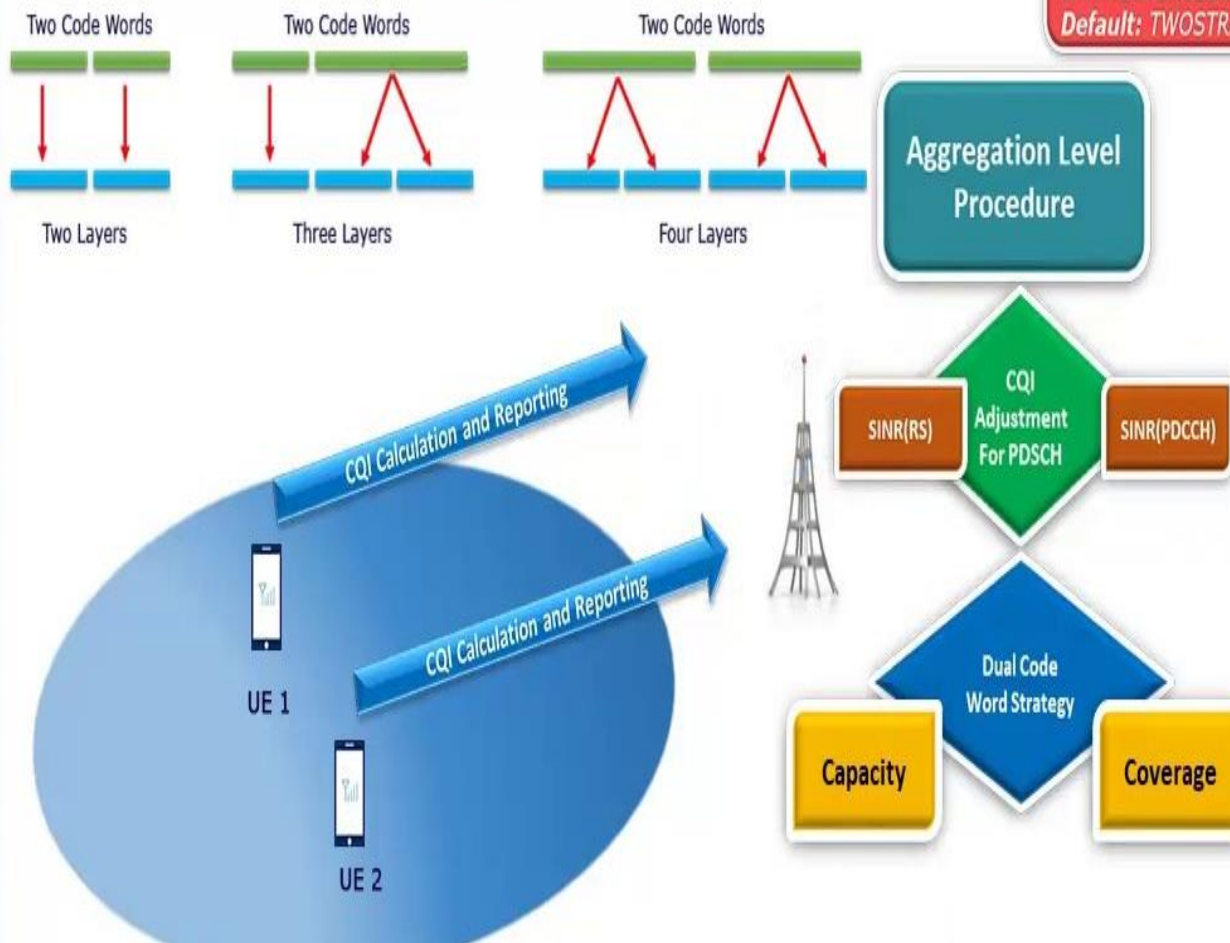 Two Code Words
Two Code Words
Two Code Words
Default:
Two Layers
Three Layers
Four Layers
Aggregation Level
Procedure
CQI
Adjustment
For PDSCH
SINR(RS)
SINR(PDCCH)
CQI Calculation and Reporting
CQI Calculation and Reporting
UE 1
UE 2
Dual Code
Word Strategy
Capacity
Coverage